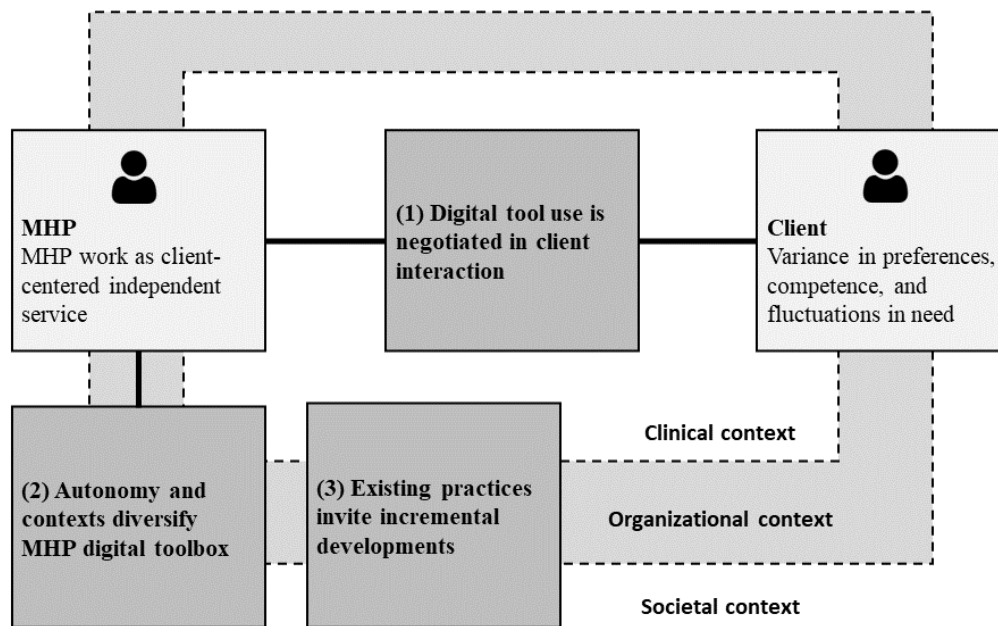 MHP
MHP work as client-
centered independent
service
(1) Digital tool use is
negotiated in client
interaction
Client
Variance in preferences,
competence, and
fluctuations in need
(2) Autonomy and
contexts diversify
MHP digital toolbox
(3) Existing practices
invite incremental
developments
Clinical context
Organizational context
Societal context